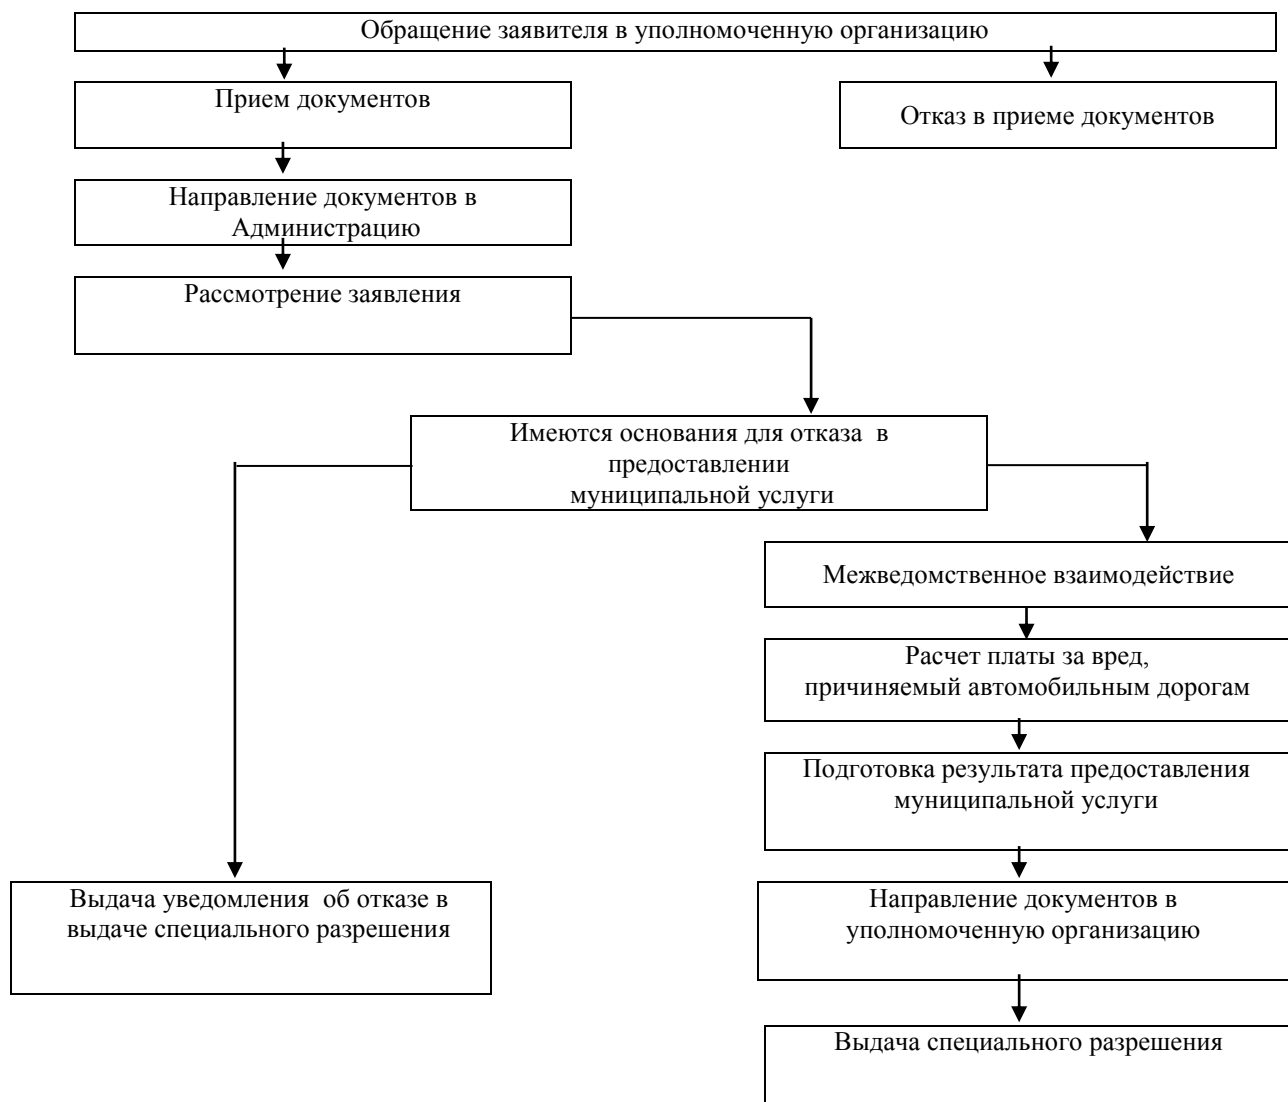 Обращение заявителя в уполномоченную организацию
Прием документов
Отказ в приеме документов
Направление документов в
Администрацию
Рассмотрение заявления
Имеются основания для отказа  в
предоставлении
муниципальной услуги
Межведомственное взаимодействие
Расчет платы за вред,
причиняемый автомобильным дорогам
Подготовка результата предоставления
муниципальной услуги
Выдача уведомления  об отказе в
выдаче специального разрешения
Направление документов в
уполномоченную организацию
Выдача специального разрешения